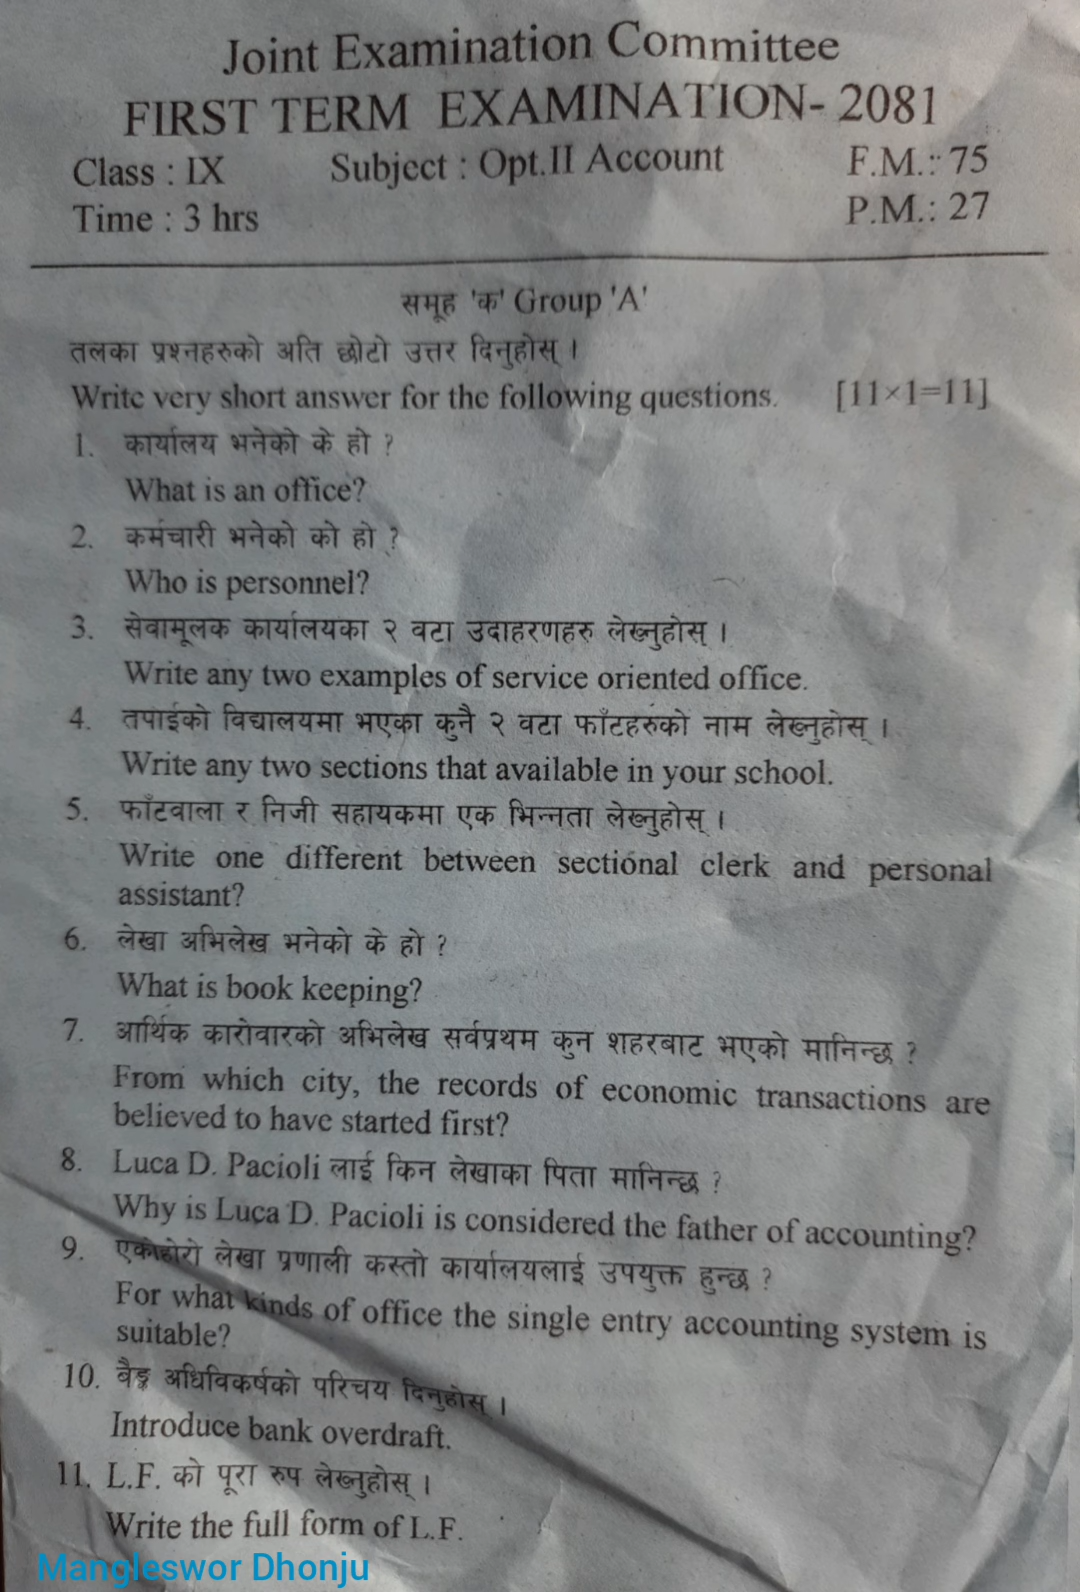 Joint Examination Committee
FIRST TERM EXAMINATION- 2081
Class : IX Subject : Opt.II Account F.M.: 75
Time : 3 hrs P.M.: 27
समूह 'क' Group 'A'
तलका प्रश्नहरुको अति छोटो उत्तर दिनुहोस् ।
Write very short answer for the following questions. [11×1=11]
1. कार्यालय भनेको के हो ?
What is an office?
2. कर्मचारी भनेको को हो ?
Who is personnel?
3. सेवामूलक कार्यालयका २ वटा उदाहरणहरु लेख्नुहोस् ।
Write any two examples of service oriented office.
4. तपाईको विद्यालयमा भएका कुनै २ वटा फाँटहरुको नाम लेख्नुहोस् ।
Write any two sections that available in your school.
5. फाँटवाला र निजी सहायकमा एक भिन्नता लेख्नुहोस् ।
Write one different between sectional clerk and personal
assistant?
6. लेखा अभिलेख भनेको के हो ?
What is book keeping?
7. आर्थिक कारोवारको अभिलेख सर्वप्रथम कुन शहरबाट भएको मानिन्छ ?
From which city, the records of economic transactions are
believed to have started first?
8. Luca D. Pacioli लाई किन लेखाका पिता मानिन्छ ?
Why is Luca D. Pacioli is considered the father of accounting?
9. एकोहोरो लेखा प्रणाली कस्तो कार्यालयलाई उपयुक्त हुन्छ ?
For what kinds of office the single entry accounting system is
suitable?
10. बैङ्क अधिविकर्षको परिचय दिनुहोस् ।
Introduce bank overdraft.
11. L.F. को पूरा रुप लेख्नुहोस् ।
Write the full form of L.F.
Mangleswor Dhonju